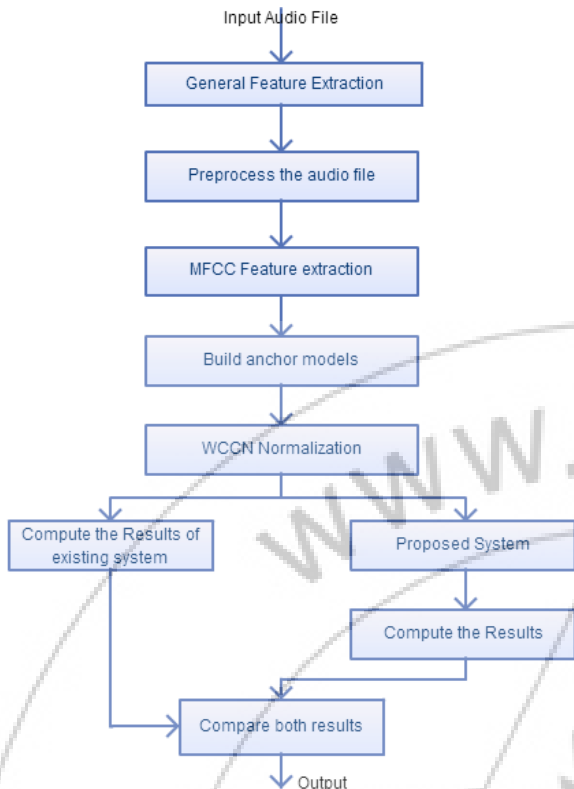 Input Audio File
General Feature Extraction
Preprocess the audio file
MFCC Feature extraction
Build anchor models
WCCN Normalization
Compute the Results of
existing system
Proposed System
Compute the Results
Compare both results
Output
www.